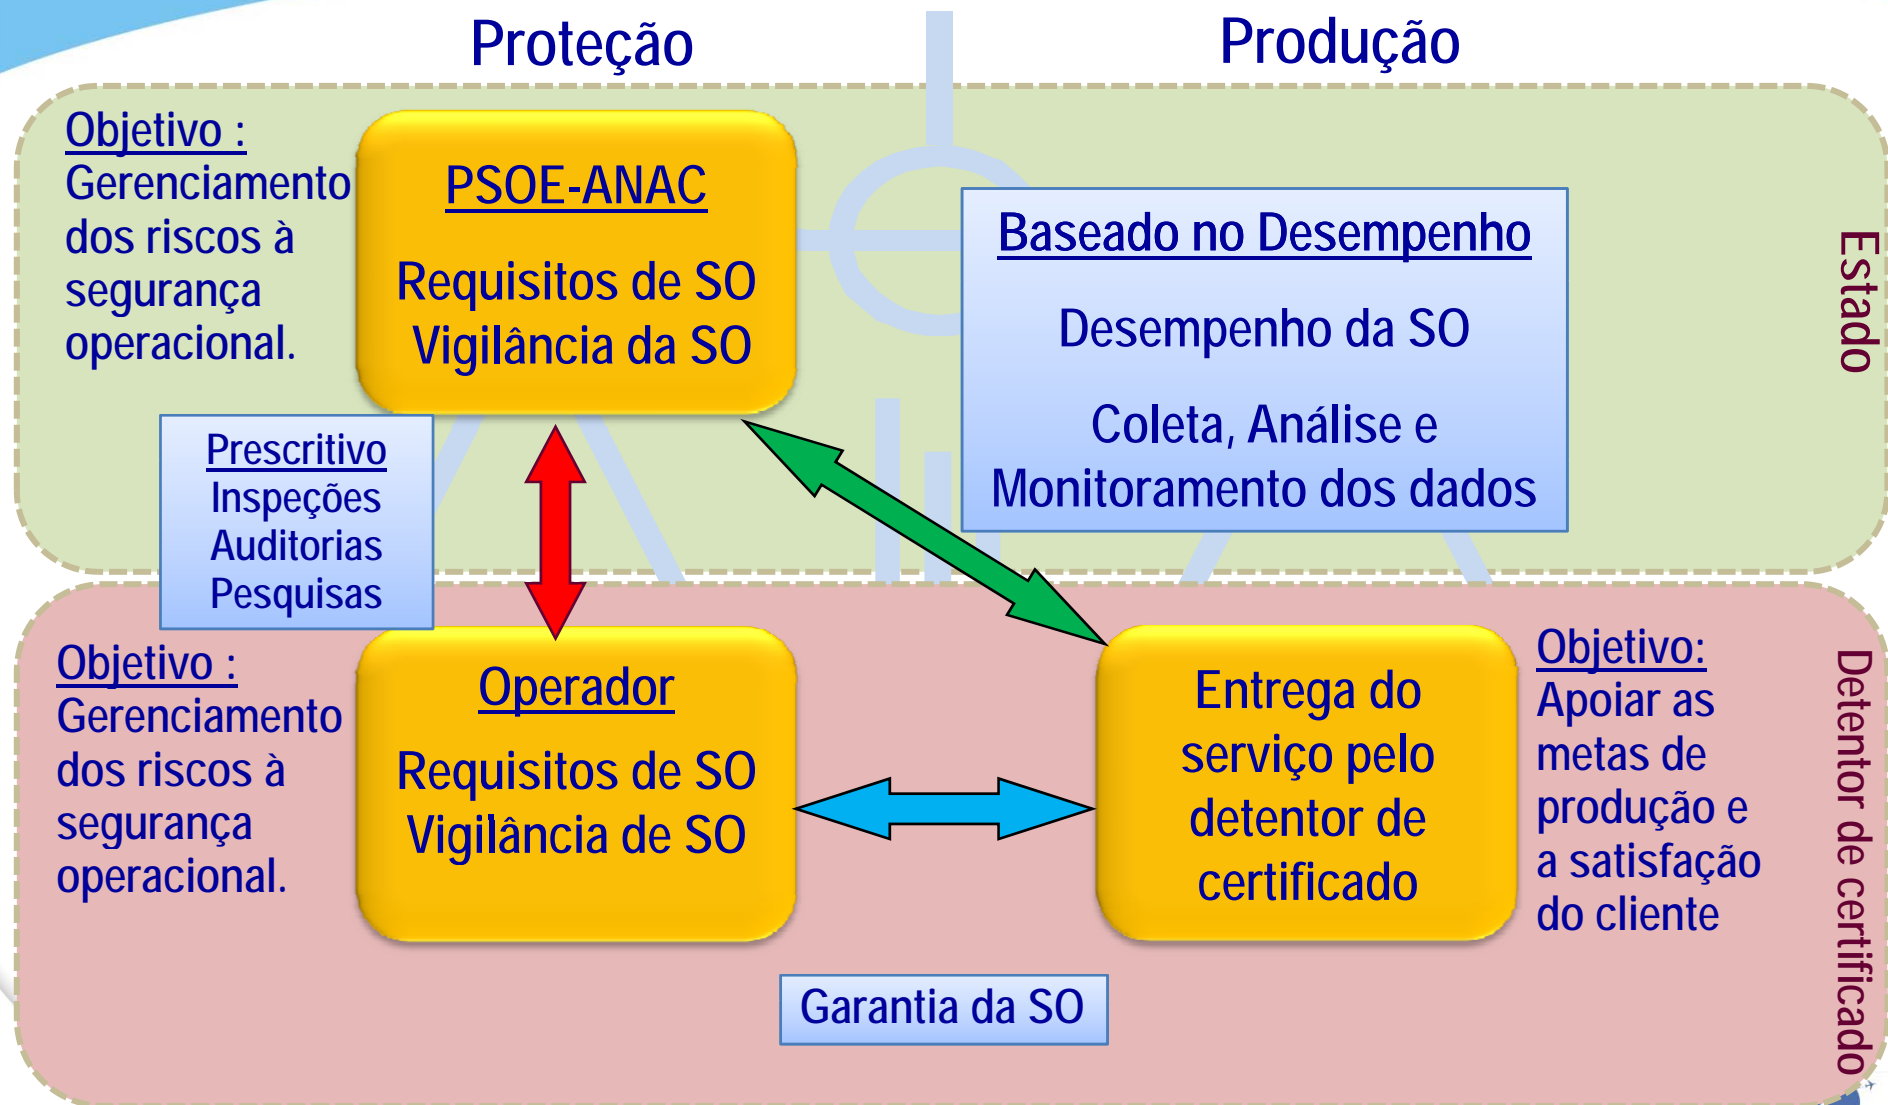 Proteção
Produção
Objetivo :
Gerenciamento
dos riscos à
segurança
operacional.
PSOE-ANAC
Requisitos de SO
Vigilância da SO
Baseado no Desempenho
Desempenho da SO
Coleta, Análise e
Monitoramento dos dados
Estado
Prescritivo
Inspeções
Auditorias
Pesquisas
Objetivo :
Gerenciamento
dos riscos à
segurança
operacional.
Operador
Requisitos de SO
Vigilância de SO
Entrega do
serviço pelo
detentor de
certificado
Objetivo:
Apoiar as
metas de
produção e
a satisfação
do cliente
Detentor de certificado
Garantia da SO